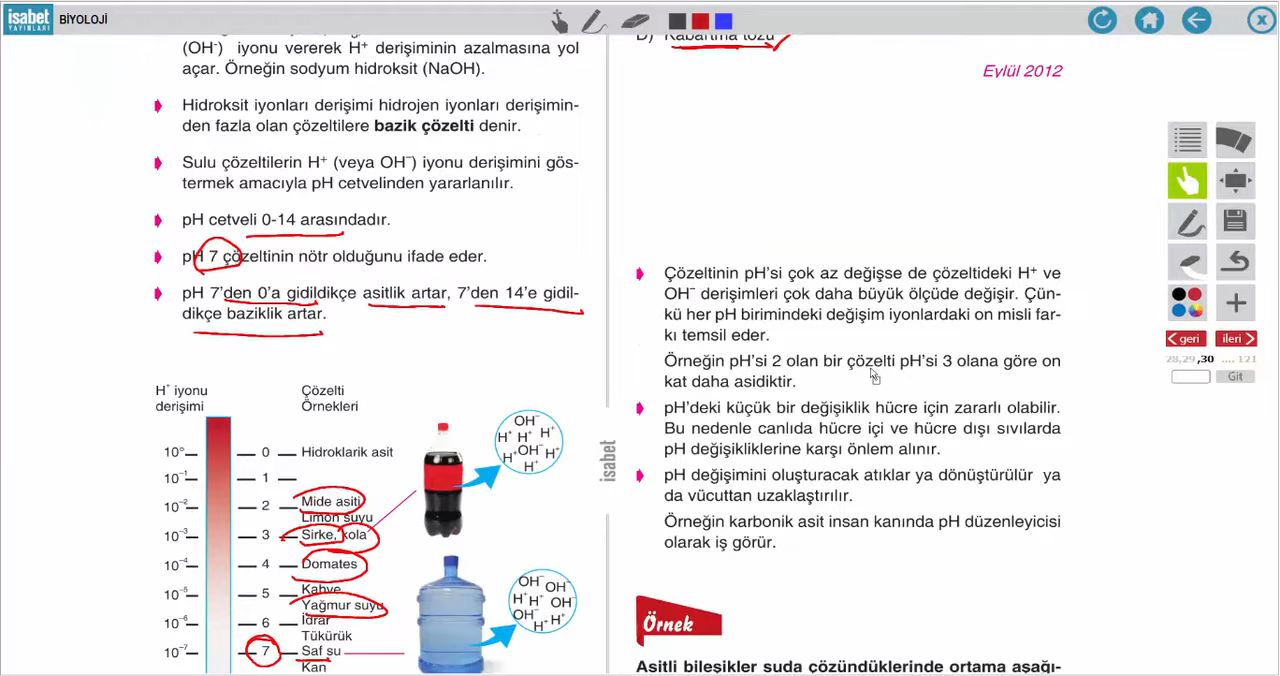 isabet
YAYINLARI
BİYOLOJİ
(OH-) iyonu vererek H+ derişiminin azalmasına yol
açar. Örneğin sodyum hidroksit (NaOH).
Hidroksit iyonları derişimi hidrojen iyonları derişimin-
den fazla olan çözeltilere bazik çözelti denir.
Sulu çözeltilerin H+ (veya OH−) iyonu derişimini gös-
termek amacıyla pH cetvelinden yararlanılır.
pH cetveli 0-14 arasındadır.
pH 7 çözeltinin nötr olduğunu ifade eder.
pH 7'den 0'a gidildikçe asitlik artar, 7'den 14'e gidil-
dikçe baziklik artar.
H+ iyonu
derişimi
Çözelti
Örnekleri
10° 0 Hidroklarik asit
10-1 1
10-2 2 Mide asiti
Limon suyu
10-3 3 Sirke, kola
10-4 4 Domates
10-5 5 Kahve
Yağmur suyu
10-6 6 İdrar
Tükürük
10-7 7 Saf su
Kan
OH−
H+ H+ H+
OH−
H+ H+
H+
OH− OH−
H+ H+ OH−
OH−
H+ H+
isabet
D) Kabartma tozu
Eylül 2012
Çözeltinin pH'si çok az değişse de çözeltideki H+ ve
OH− derişimleri çok daha büyük ölçüde değişir. Çün-
kü her pH birimindeki değişim iyonlardaki on misli far-
kı temsil eder.
Örneğin pH'si 2 olan bir çözelti pH'si 3 olana göre on
kat daha asidiktir.
pH'deki küçük bir değişiklik hücre için zararlı olabilir.
Bu nedenle canlıda hücre içi ve hücre dışı sıvılarda
pH değişikliklerine karşı önlem alınır.
pH değişimini oluşturacak atıklar ya dönüştürülür ya
da vücuttan uzaklaştırılır.
Örneğin karbonik asit insan kanında pH düzenleyicisi
olarak iş görür.
Örnek
Asitli bileşikler suda çözündüklerinde ortama aşağı-
geri ileri
28,29 ,30 .... 121
Git